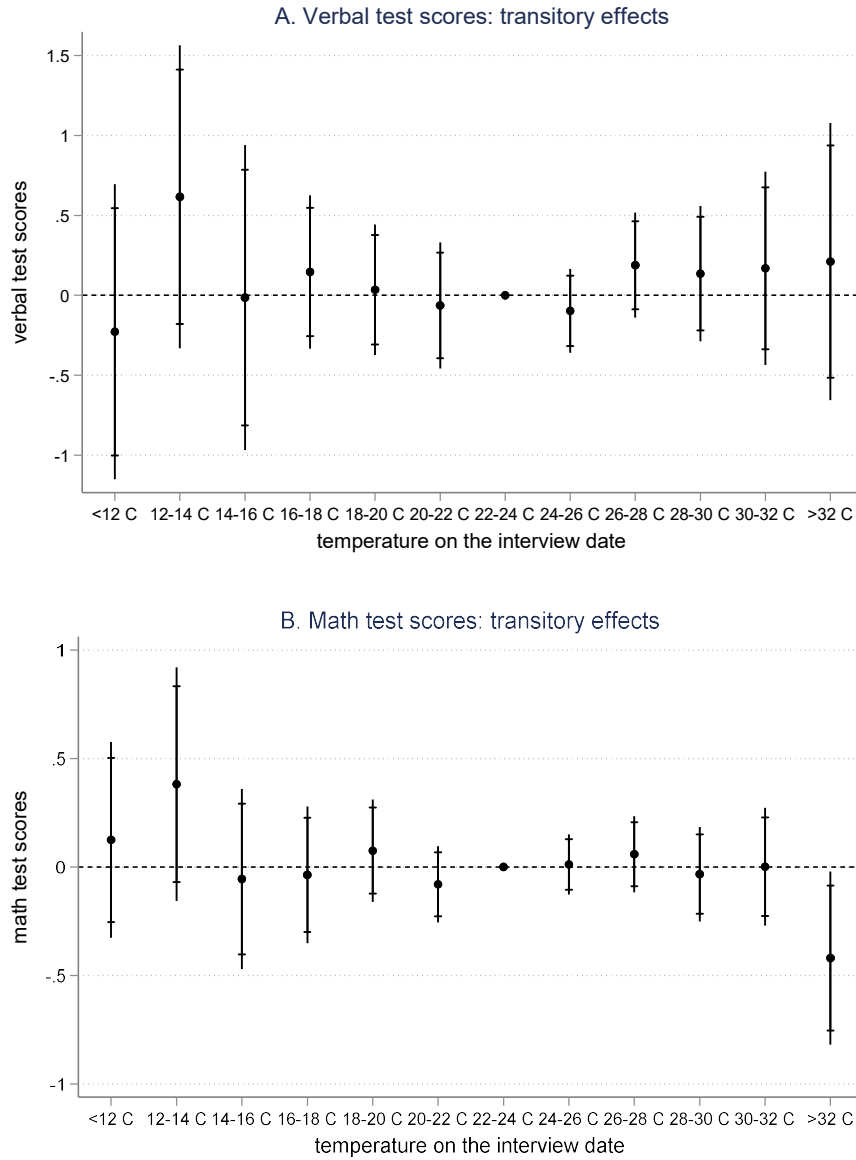 A. Verbal test scores: transitory effects
1.5
1
.5
0
-.5
-1
verbal test scores
<12 C 12-14 C 14-16 C 16-18 C 18-20 C 20-22 C 22-24 C 24-26 C 26-28 C 28-30 C 30-32 C >32 C
temperature on the interview date
B. Math test scores: transitory effects
1
.5
0
-.5
-1
math test scores
<12 C 12-14 C 14-16 C 16-18 C 18-20 C 20-22 C 22-24 C 24-26 C 26-28 C 28-30 C 30-32 C >32 C
temperature on the interview date